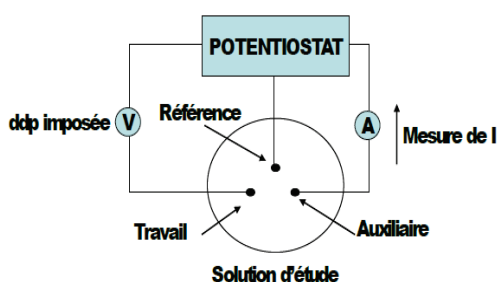 POTENTIOSTAT
Référence
ddp imposée
V
A
Mesure de I
Travail
Auxiliaire
Solution d'étude